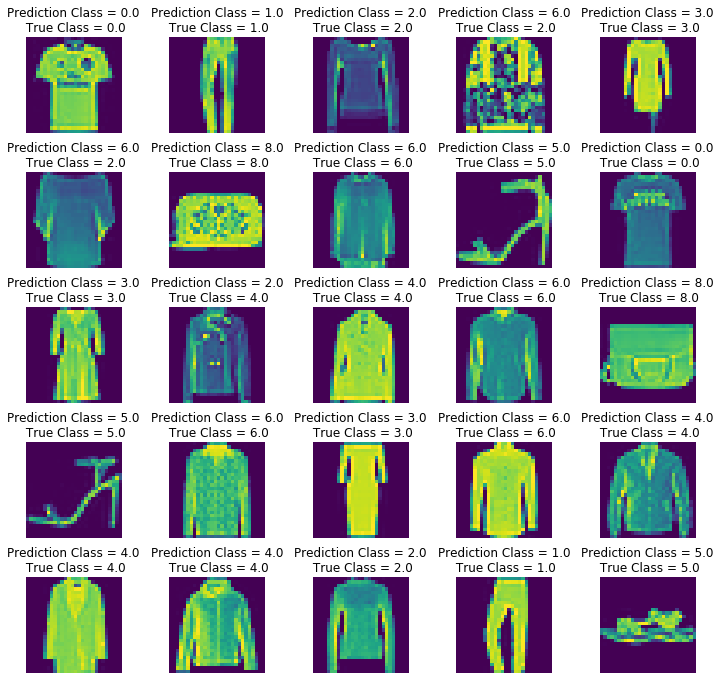 Prediction Class = 0.0
True Class = 0.0
Prediction Class = 1.0
True Class = 1.0
Prediction Class = 2.0
True Class = 2.0
Prediction Class = 6.0
True Class = 2.0
Prediction Class = 3.0
True Class = 3.0
Prediction Class = 6.0
True Class = 2.0
Prediction Class = 8.0
True Class = 8.0
Prediction Class = 6.0
True Class = 6.0
Prediction Class = 5.0
True Class = 5.0
Prediction Class = 0.0
True Class = 0.0
Prediction Class = 3.0
True Class = 3.0
Prediction Class = 2.0
True Class = 4.0
Prediction Class = 4.0
True Class = 4.0
Prediction Class = 6.0
True Class = 6.0
Prediction Class = 8.0
True Class = 8.0
Prediction Class = 5.0
True Class = 5.0
Prediction Class = 6.0
True Class = 6.0
Prediction Class = 3.0
True Class = 3.0
Prediction Class = 6.0
True Class = 6.0
Prediction Class = 4.0
True Class = 4.0
Prediction Class = 4.0
True Class = 4.0
Prediction Class = 4.0
True Class = 4.0
Prediction Class = 2.0
True Class = 2.0
Prediction Class = 1.0
True Class = 1.0
Prediction Class = 5.0
True Class = 5.0